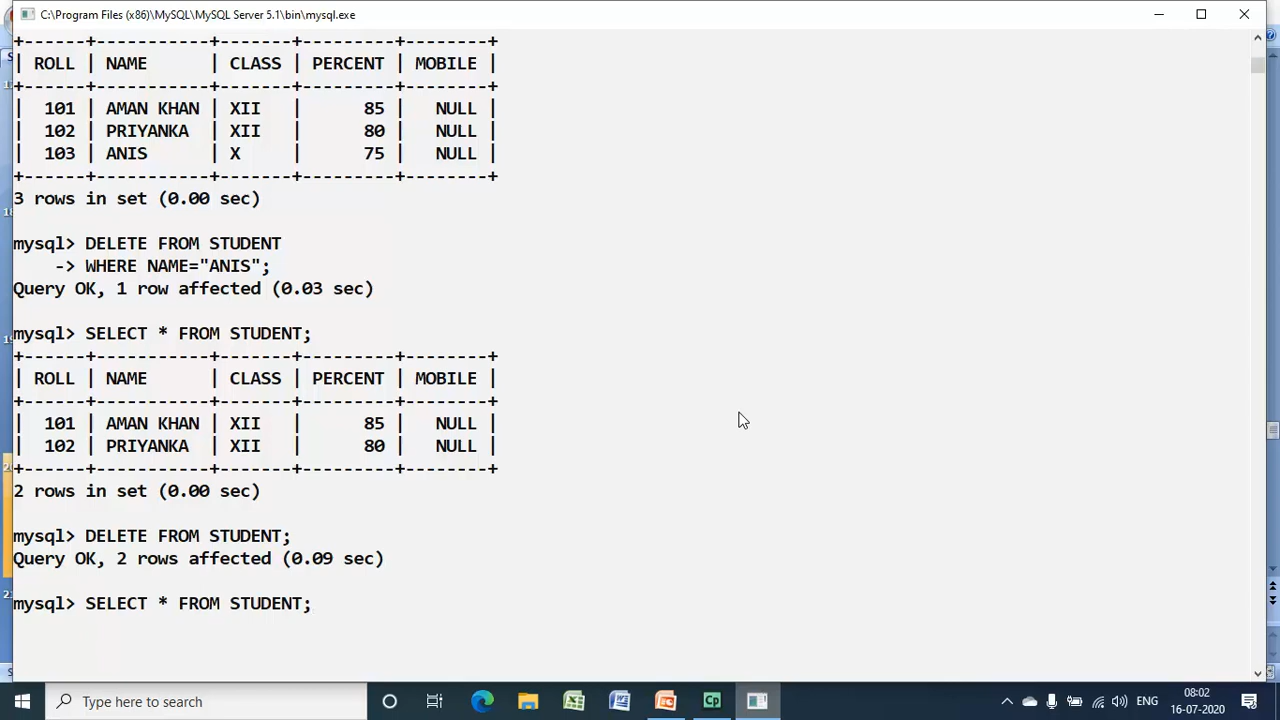 C:\Program Files (x86)\MySQL\MySQL Server 5.1\bin\mysql.exe
+------+-----------+-------+---------+--------+
| ROLL | NAME      | CLASS | PERCENT | MOBILE |
+------+-----------+-------+---------+--------+
|  101 | AMAN KHAN | XII   |      85 |   NULL |
|  102 | PRIYANKA  | XII   |      80 |   NULL |
|  103 | ANIS      | X     |      75 |   NULL |
+------+-----------+-------+---------+--------+
3 rows in set (0.00 sec)
mysql> DELETE FROM STUDENT
    -> WHERE NAME="ANIS";
Query OK, 1 row affected (0.03 sec)
mysql> SELECT * FROM STUDENT;
+------+-----------+-------+---------+--------+
| ROLL | NAME      | CLASS | PERCENT | MOBILE |
+------+-----------+-------+---------+--------+
|  101 | AMAN KHAN | XII   |      85 |   NULL |
|  102 | PRIYANKA  | XII   |      80 |   NULL |
+------+-----------+-------+---------+--------+
2 rows in set (0.00 sec)
mysql> DELETE FROM STUDENT;
Query OK, 2 rows affected (0.09 sec)
mysql> SELECT * FROM STUDENT;
Type here to search
ENG
08:02
16-07-2020